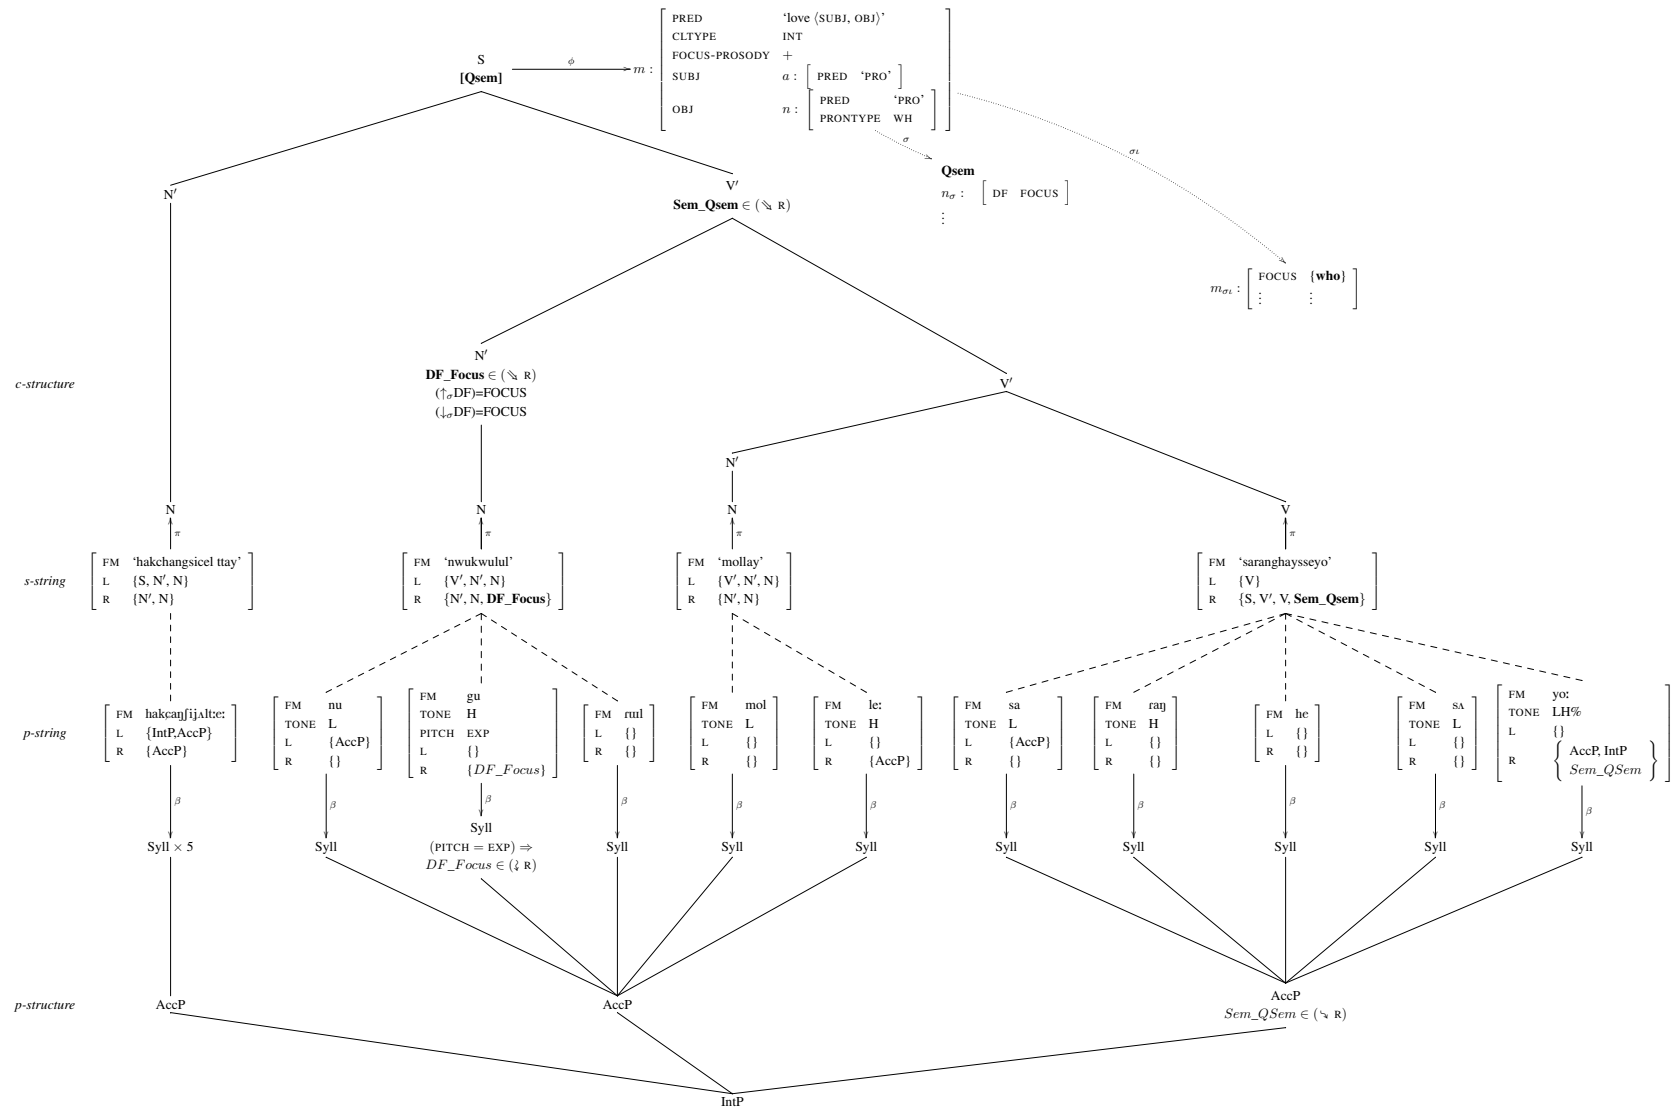 S
[Qsem]
ϕ
m :
PRED ‘love ⟨SUBJ, OBJ⟩’
CLTYPE INT
FOCUS-PROSODY +
SUBJ a : [ PRED ‘PRO’ ]
OBJ n : [ PRED ‘PRO’
PRONTYPE WH ]
σ
σι
Qsem
nσ : [ DF FOCUS ]
⋮
N′
V′
Sem_Qsem ∈ (⇘ R)
mσι : [ FOCUS {who}
⋮ ⋮ ]
N′
DF_Focus ∈ (⇘ R)
(↑σDF)=FOCUS
(↓σDF)=FOCUS
c-structure
V′
N′
N N N V
π π π π
s-string
FM ‘hakchangsicel ttay’
L {S, N′, N}
R {N′, N}
FM ‘nwukwulul’
L {V′, N′, N}
R {N′, N, DF_Focus}
FM ‘mollay’
L {V′, N′, N}
R {N′, N}
FM ‘saranghaysseyo’
L {V}
R {S, V′, V, Sem_Qsem}
p-string
FM hakɕaŋʃijʌltːeː
L {IntP,AccP}
R {AccP}
FM nu
TONE L
L {AccP}
R {}
FM gu
TONE H
PITCH EXP
L {}
R {DF_Focus}
FM rɯl
L {}
R {}
FM mol
TONE L
L {}
R {}
FM leː
TONE H
L {}
R {AccP}
FM sa
TONE L
L {AccP}
R {}
FM raŋ
TONE H
L {}
R {}
FM he
L {}
R {}
FM sʌ
TONE L
L {}
R {}
FM yoː
TONE LH%
L {}
R { AccP, IntP
Sem_QSem }
β β β β β β β β β β β
Syll × 5 Syll Syll Syll Syll Syll Syll Syll Syll Syll Syll
(PITCH = EXP) ⇒
DF_Focus ∈ (⤸ R)
p-structure
AccP AccP AccP
Sem_QSem ∈ (↘ R)
IntP